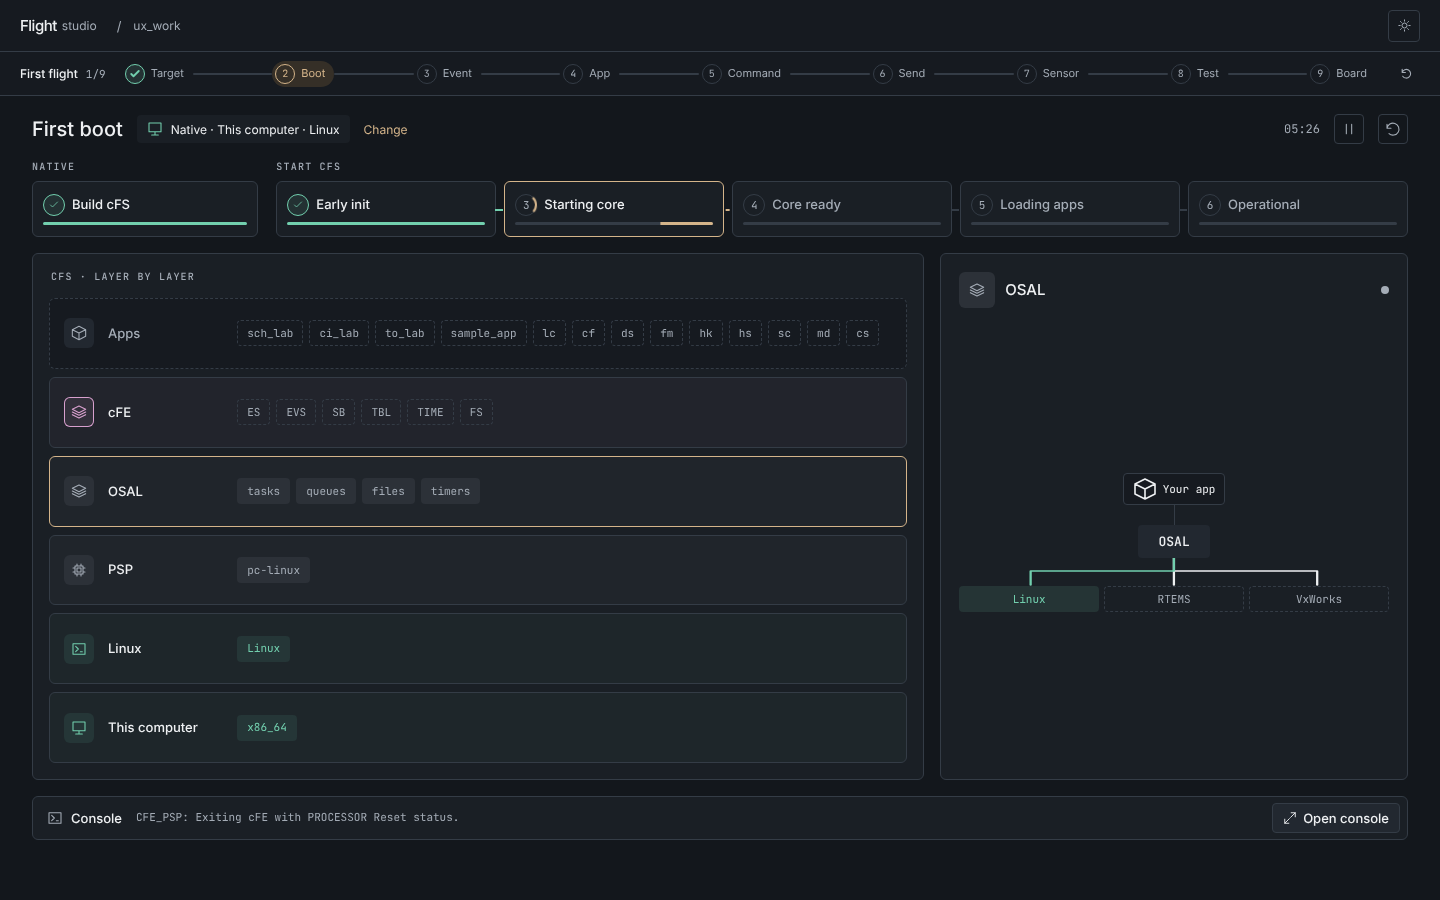 Flight studio / ux_work
First flight 1/9 Target 2 Boot 3 Event 4 App 5 Command 6 Send 7 Sensor 8 Test 9 Board
First boot Native · This computer · Linux Change 05:26
NATIVE START CFS
Build cFS Early init 3 Starting core 4 Core ready 5 Loading apps 6 Operational
CFS · LAYER BY LAYER
Apps sch_lab ci_lab to_lab sample_app lc cf ds fm hk hs sc md cs
cFE ES EVS SB TBL TIME FS
OSAL tasks queues files timers
PSP pc-linux
Linux Linux
This computer x86_64
OSAL
Your app
OSAL
Linux RTEMS VxWorks
Console CFE_PSP: Exiting cFE with PROCESSOR Reset status. Open console